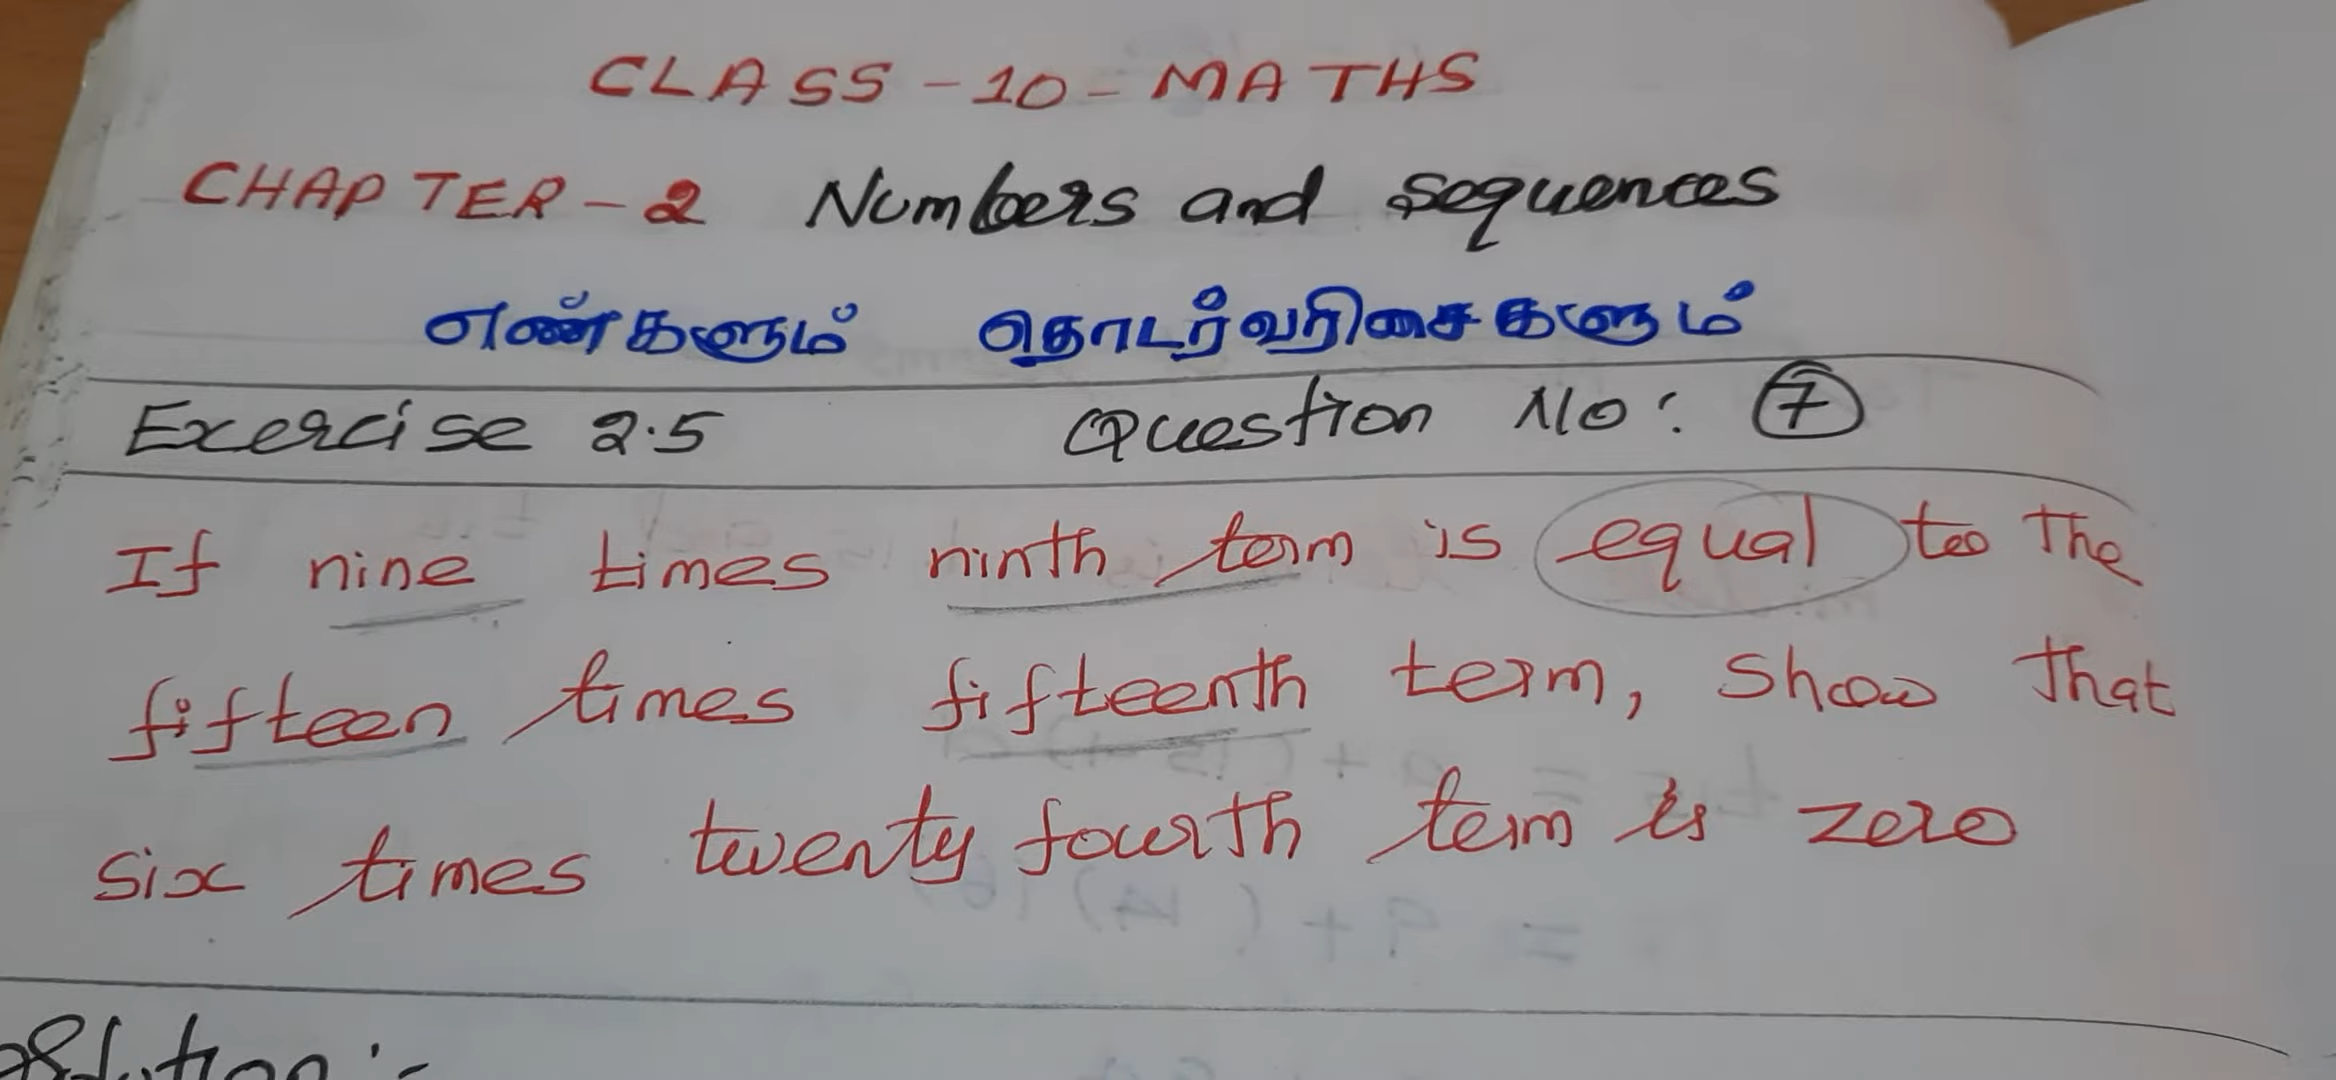 CLASS - 10 - MATHS
CHAPTER - 2 Numbers and sequences
எண்களும் தொடர்வரிசைகளும்
Exercise 2.5 Question No: 7
If nine times ninth term is equal to the
fifteen times fifteenth term, show that
six times twenty fourth term is zero
Solution :-